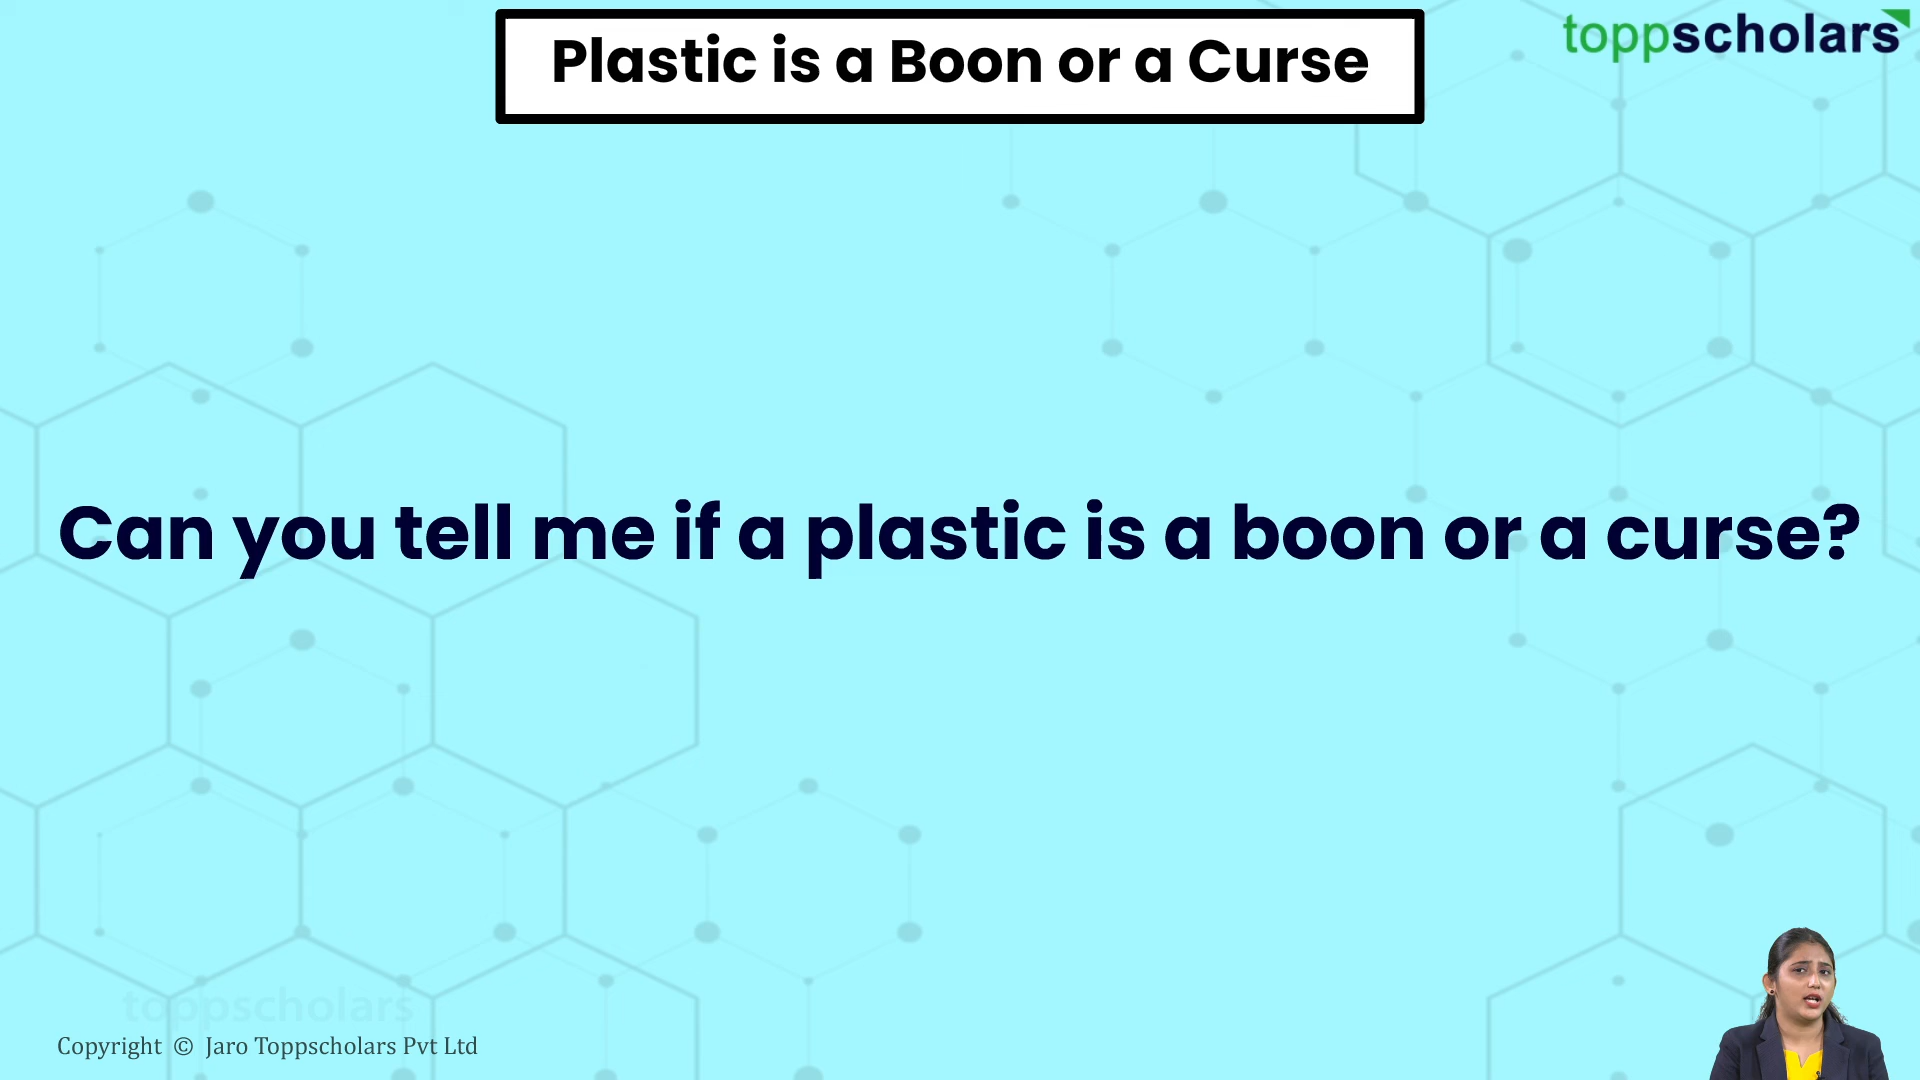 Plastic is a Boon or a Curse
toppscholars
Can you tell me if a plastic is a boon or a curse?
toppscholars
Copyright © Jaro Toppscholars Pvt Ltd